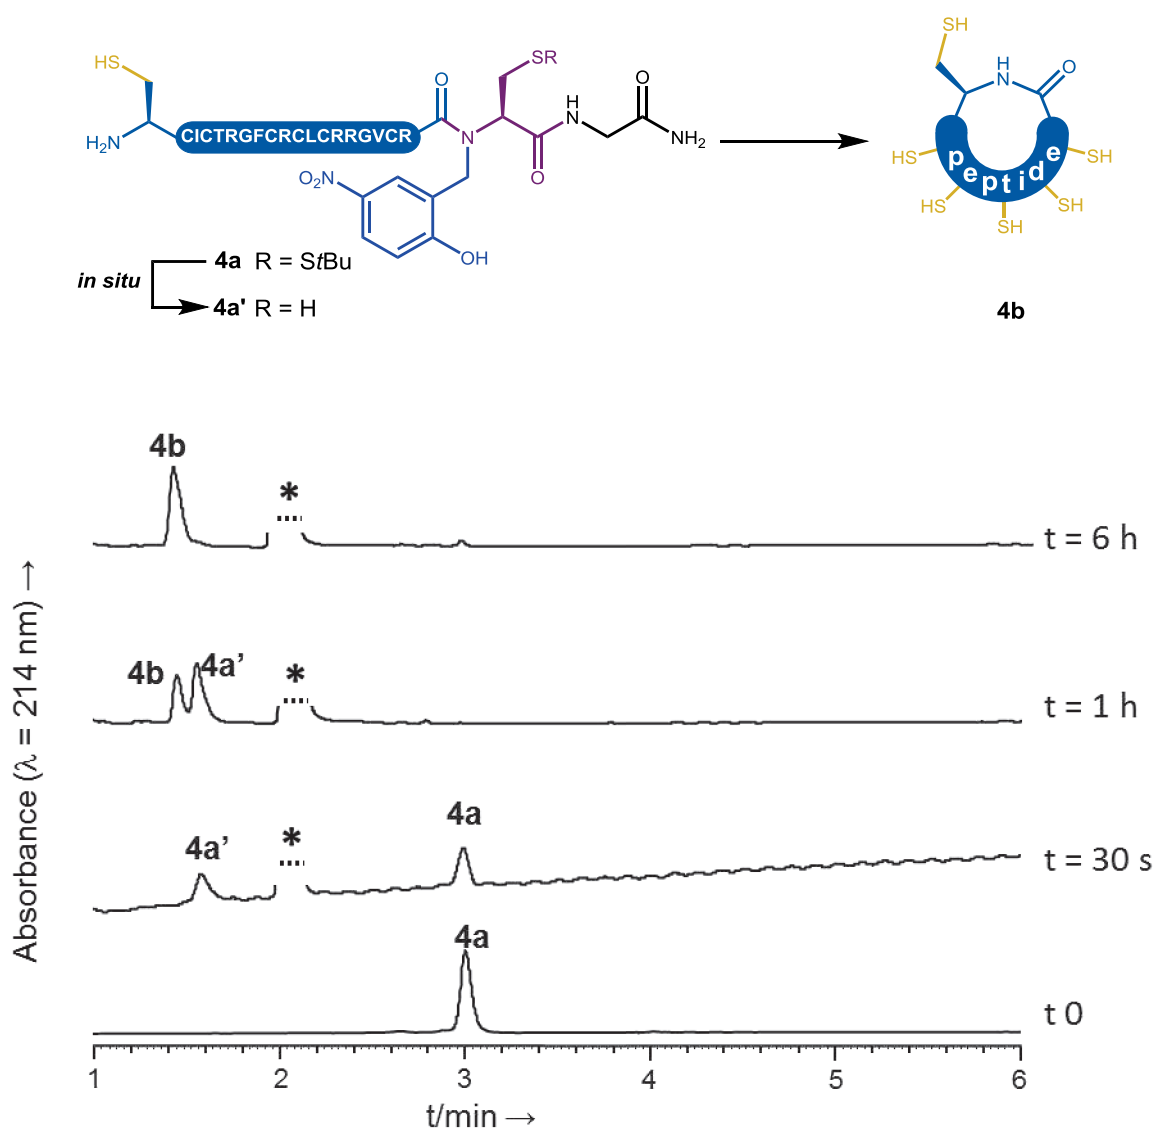 SH
HS
SR
O
O
H
N
H
N
O
H₂N
CICTRGFCRCLCRRGVCR
N
NH₂
O
O₂N
HS
peptide
SH
HS
SH
SH
OH
4a R = StBu
in situ
4a' R = H
4b
4b
*
t = 6 h
4b
4a’
*
t = 1 h
4a’
*
4a
t = 30 s
4a
t 0
Absorbance (λ = 214 nm) →
1 2 3 4 5 6
t/min →